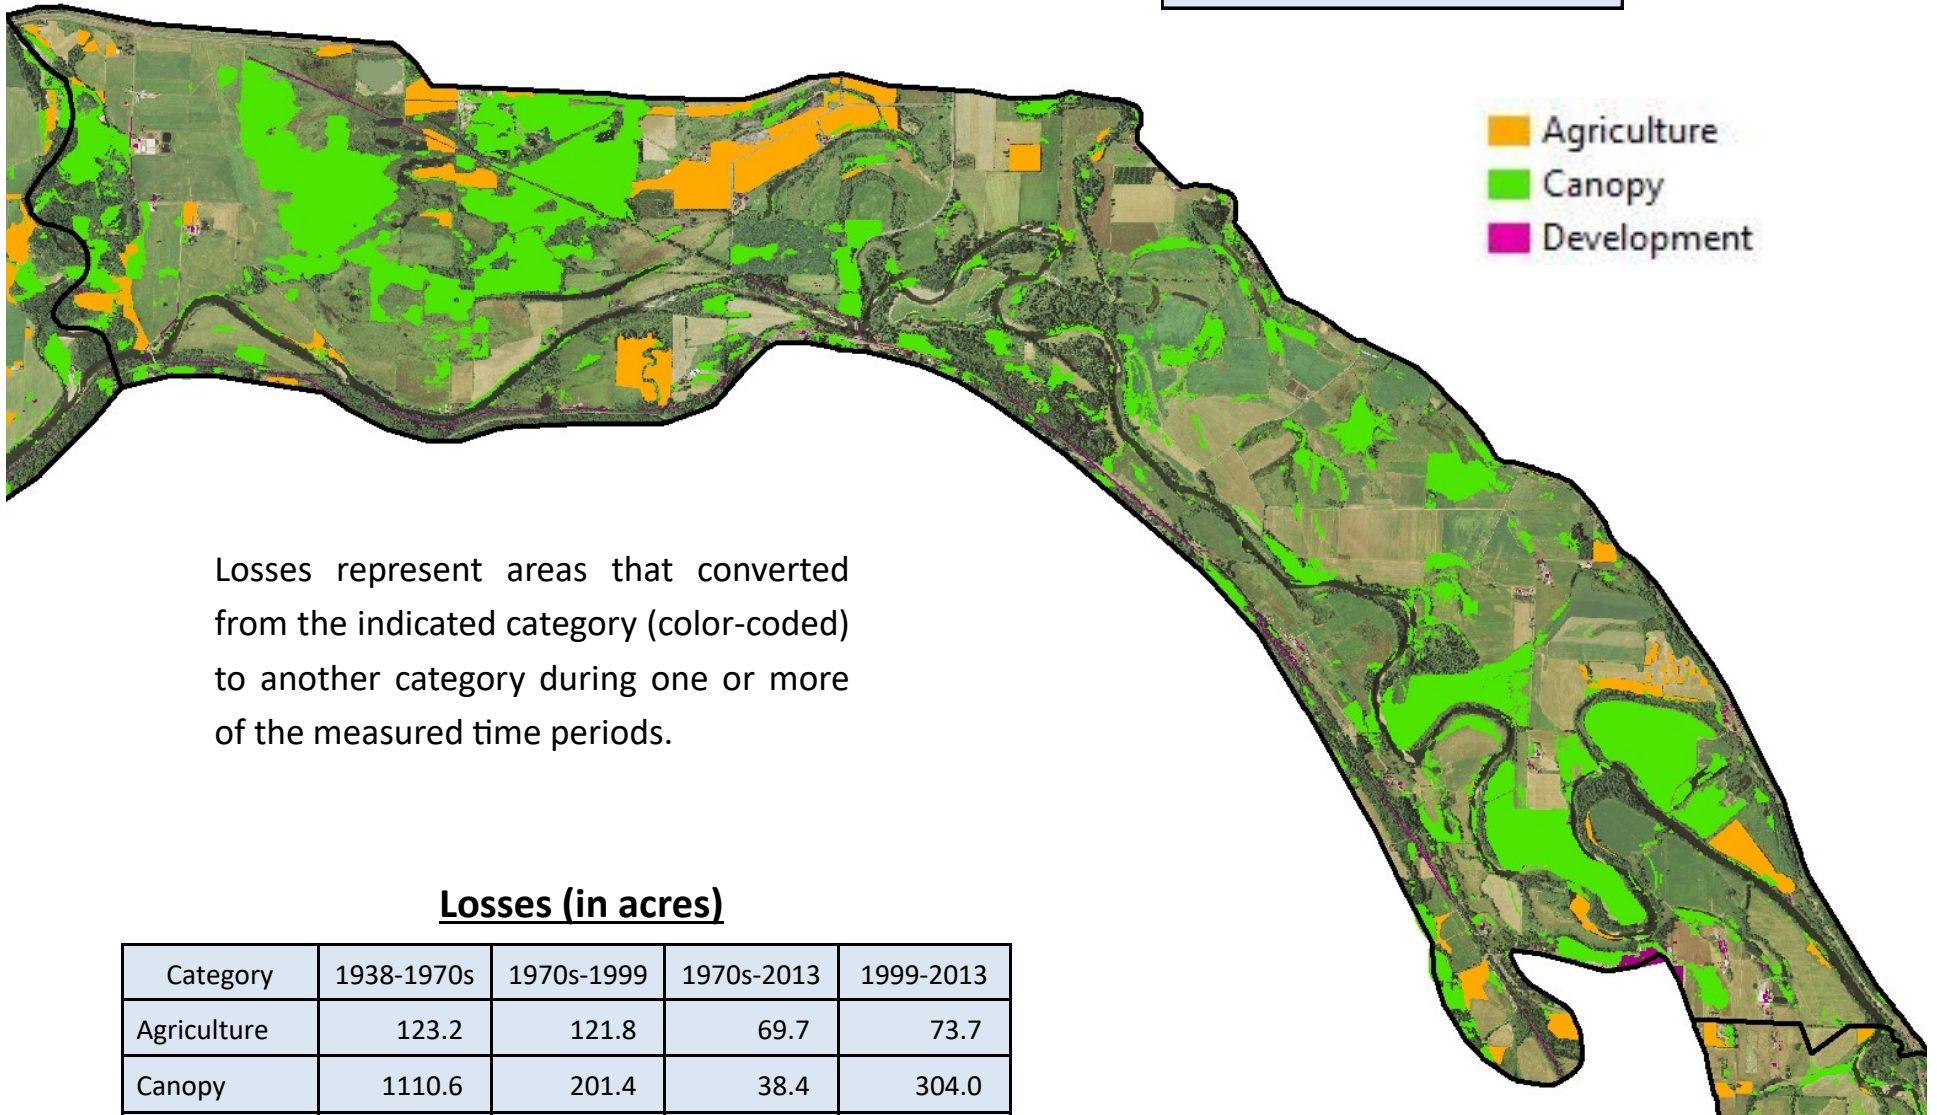 Agriculture
Canopy
Development
Losses represent areas that converted
from the indicated category (color-coded)
to another category during one or more
of the measured time periods.
Losses (in acres)
Category 1938-1970s 1970s-1999 1970s-2013 1999-2013
Agriculture 123.2 121.8 69.7 73.7
Canopy 1110.6 201.4 38.4 304.0